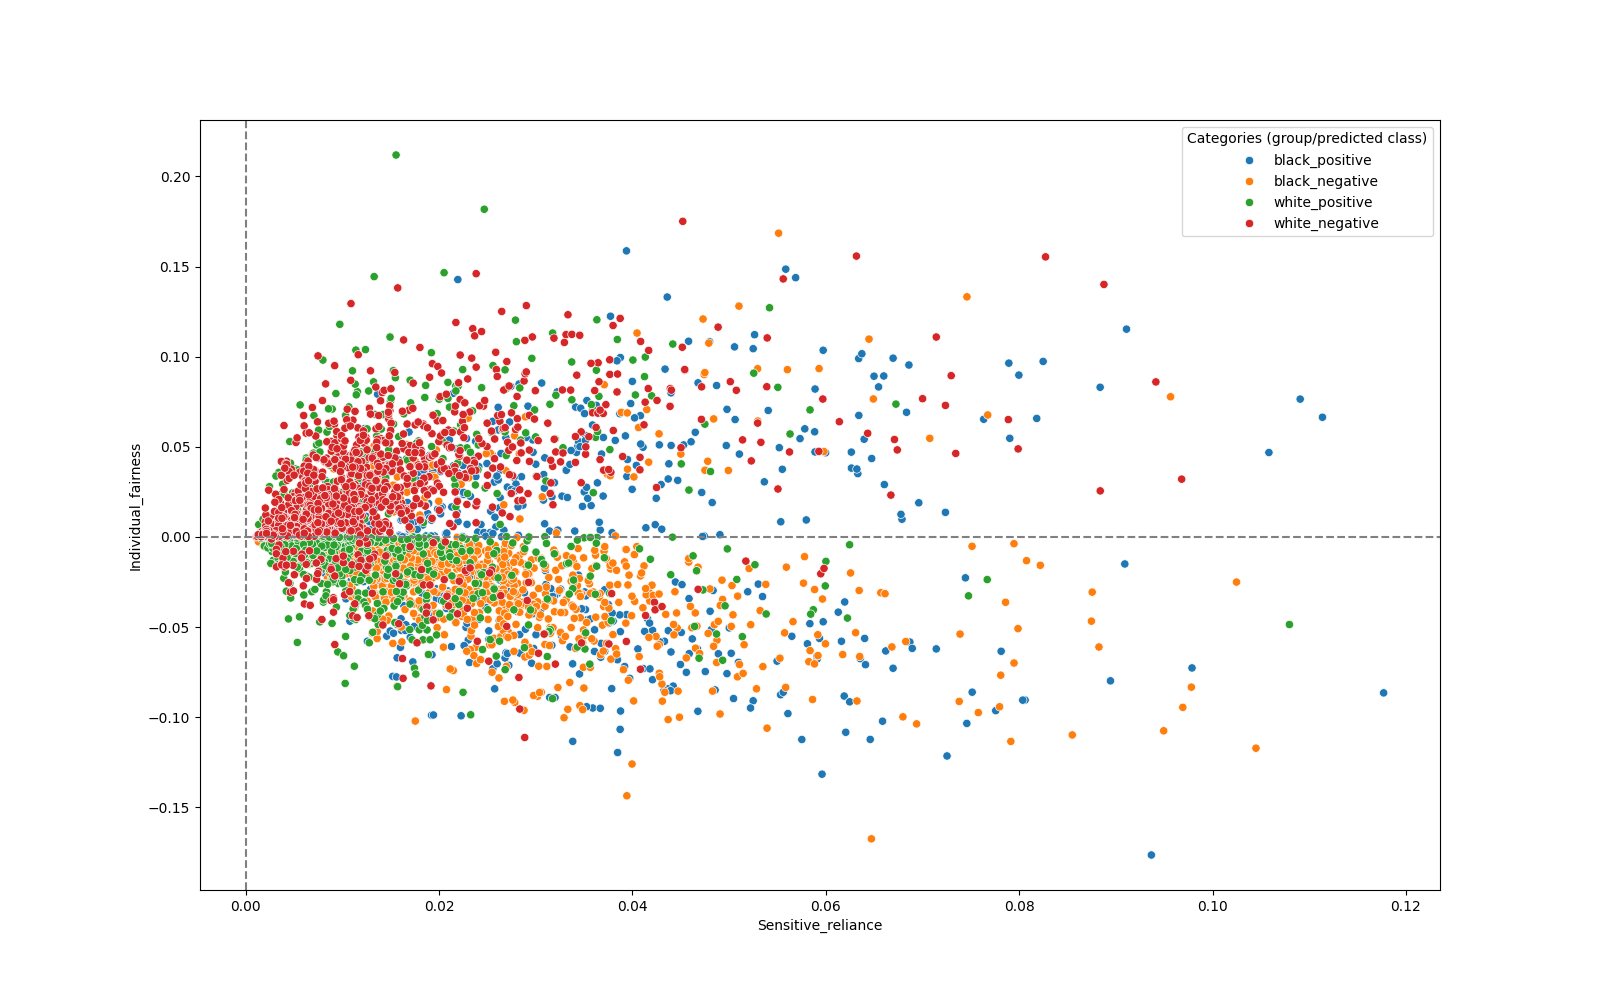 Categories (group/predicted class)
black_positive
black_negative
white_positive
white_negative
0.20
0.15
0.10
0.05
0.00
−0.05
−0.10
−0.15
Individual_fairness
0.00
0.02
0.04
0.06
0.08
0.10
0.12
Sensitive_reliance